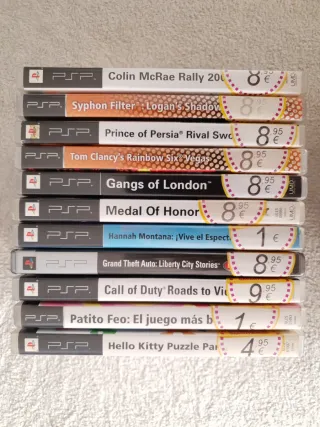 PSP Colin McRae Rally 200 8,95 €
PSP Syphon Filter®: Logan's Shadow 8,95 €
PSP Prince of Persia® Rival Swo 8,95 €
PSP Tom Clancy's Rainbow Six® Vegas 8,95 €
PSP Gangs of London™ 8,95 €
PSP Medal Of Honor 8,95 €
PSP Hannah Montana: ¡Vive el Espect 1 €
PSP Grand Theft Auto: Liberty City Stories 8,95 €
PSP Call of Duty® Roads to Vi 9,95 €
PSP Patito Feo: El juego más b 1 €
PSP Hello Kitty Puzzle Par 4,95 €